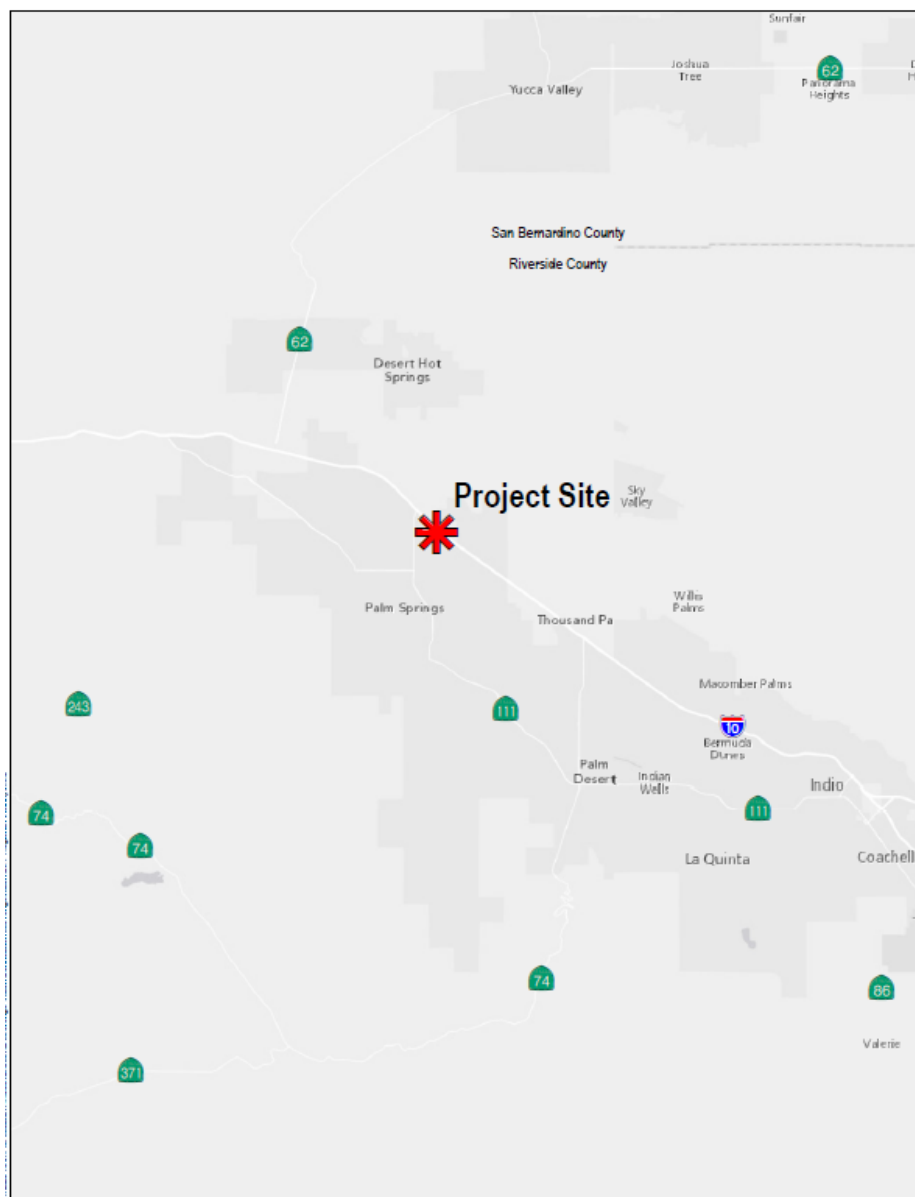 Sunfair
Joshua
Tree
62
Panorama
Heights
Yucca Valley
San Bernardino County
Riverside County
62
Desert Hot
Springs
Project Site
Sky
Valley
Palm Springs
Thousand Pa
Willis
Palms
243
111
Macomber Palms
10
Bermuda
Dunes
Palm
Desert
Indian
Wells
Indio
74
111
74
La Quinta
Coachell
74
86
Valerie
371